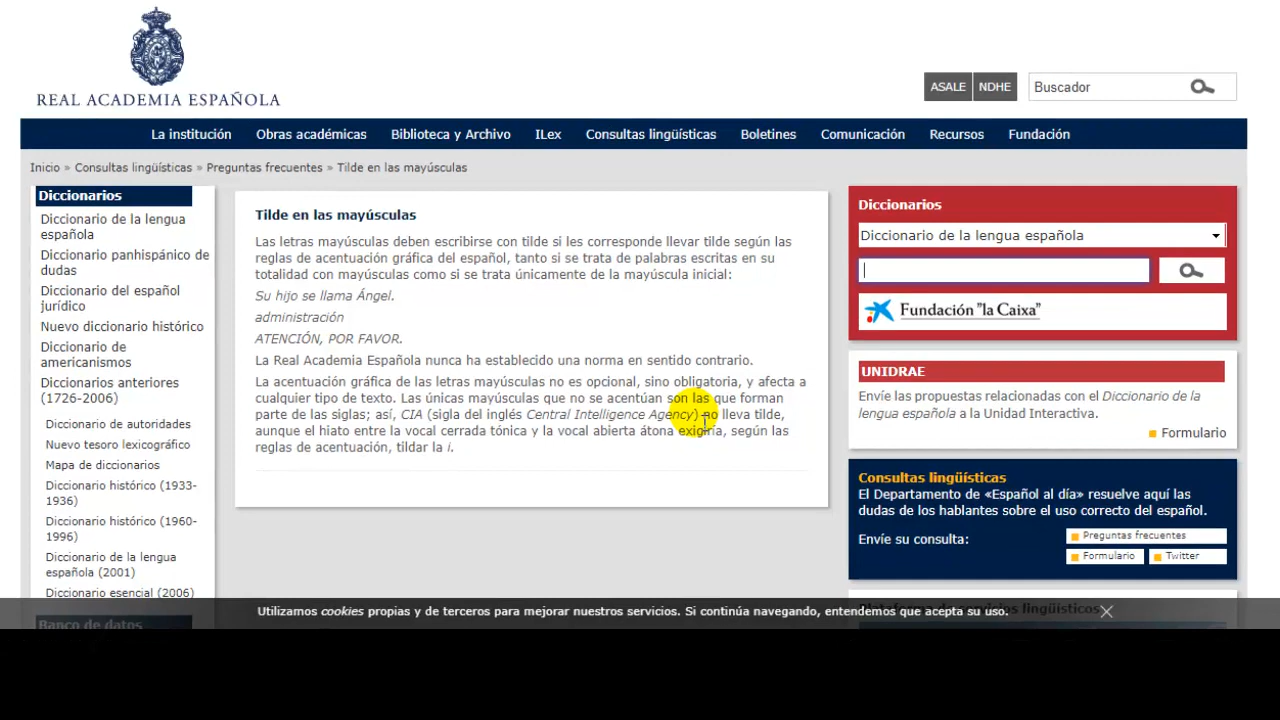 REAL ACADEMIA ESPAÑOLA
ASALE
NDHE
Buscador
La institución
Obras académicas
Biblioteca y Archivo
ILex
Consultas lingüísticas
Boletines
Comunicación
Recursos
Fundación
Inicio » Consultas lingüísticas » Preguntas frecuentes » Tilde en las mayúsculas
Diccionarios
Diccionario de la lengua
española
Diccionario panhispánico de
dudas
Diccionario del español
jurídico
Nuevo diccionario histórico
Diccionario de
americanismos
Diccionarios anteriores
(1726-2006)
Diccionario de autoridades
Nuevo tesoro lexicográfico
Mapa de diccionarios
Diccionario histórico (1933-
1936)
Diccionario histórico (1960-
1996)
Diccionario de la lengua
española (2001)
Diccionario esencial (2006)
Banco de datos
Tilde en las mayúsculas
Las letras mayúsculas deben escribirse con tilde si les corresponde llevar tilde según las
reglas de acentuación gráfica del español, tanto si se trata de palabras escritas en su
totalidad con mayúsculas como si se trata únicamente de la mayúscula inicial:
Su hijo se llama Ángel.
administración
ATENCIÓN, POR FAVOR.
La Real Academia Española nunca ha establecido una norma en sentido contrario.
La acentuación gráfica de las letras mayúsculas no es opcional, sino obligatoria, y afecta a
cualquier tipo de texto. Las únicas mayúsculas que no se acentúan son las que forman
parte de las siglas; así, CIA (sigla del inglés Central Intelligence Agency) no lleva tilde,
aunque el hiato entre la vocal cerrada tónica y la vocal abierta átona exigiría, según las
reglas de acentuación, tildar la i.
Diccionarios
Diccionario de la lengua española
Fundación "la Caixa"
UNIDRAE
Envíe las propuestas relacionadas con el Diccionario de la
lengua española a la Unidad Interactiva.
Formulario
Consultas lingüísticas
El Departamento de «Español al día» resuelve aquí las
dudas de los hablantes sobre el uso correcto del español.
Envíe su consulta:
Preguntas frecuentes
Formulario
Twitter
Plataforma de servicios lingüísticos
Utilizamos cookies propias y de terceros para mejorar nuestros servicios. Si continúa navegando, entendemos que acepta su uso.